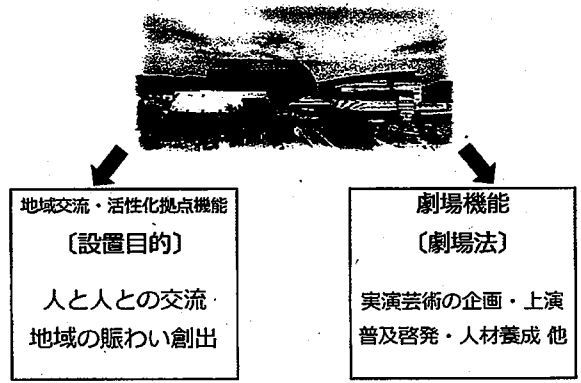 地域交流・活性化拠点機能
〔設置目的〕
人と人との交流
地域の賑わい創出
劇場機能
〔劇場法〕
実演芸術の企画・上演
普及啓発・人材養成 他